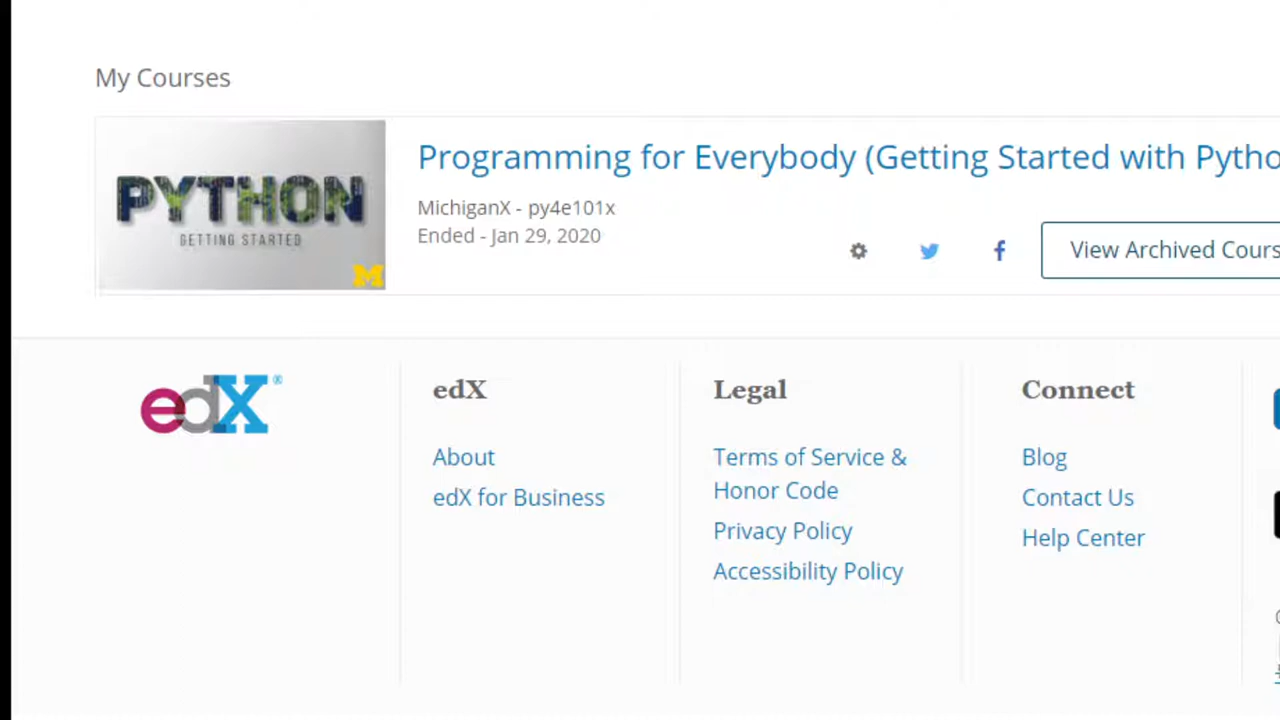 My Courses
PYTHON
GETTING STARTED
M
Programming for Everybody (Getting Started with Pytho
MichiganX - py4e101x
Ended - Jan 29, 2020
View Archived Cours
edX®
edX
About
edX for Business
Legal
Terms of Service &
Honor Code
Privacy Policy
Accessibility Policy
Connect
Blog
Contact Us
Help Center